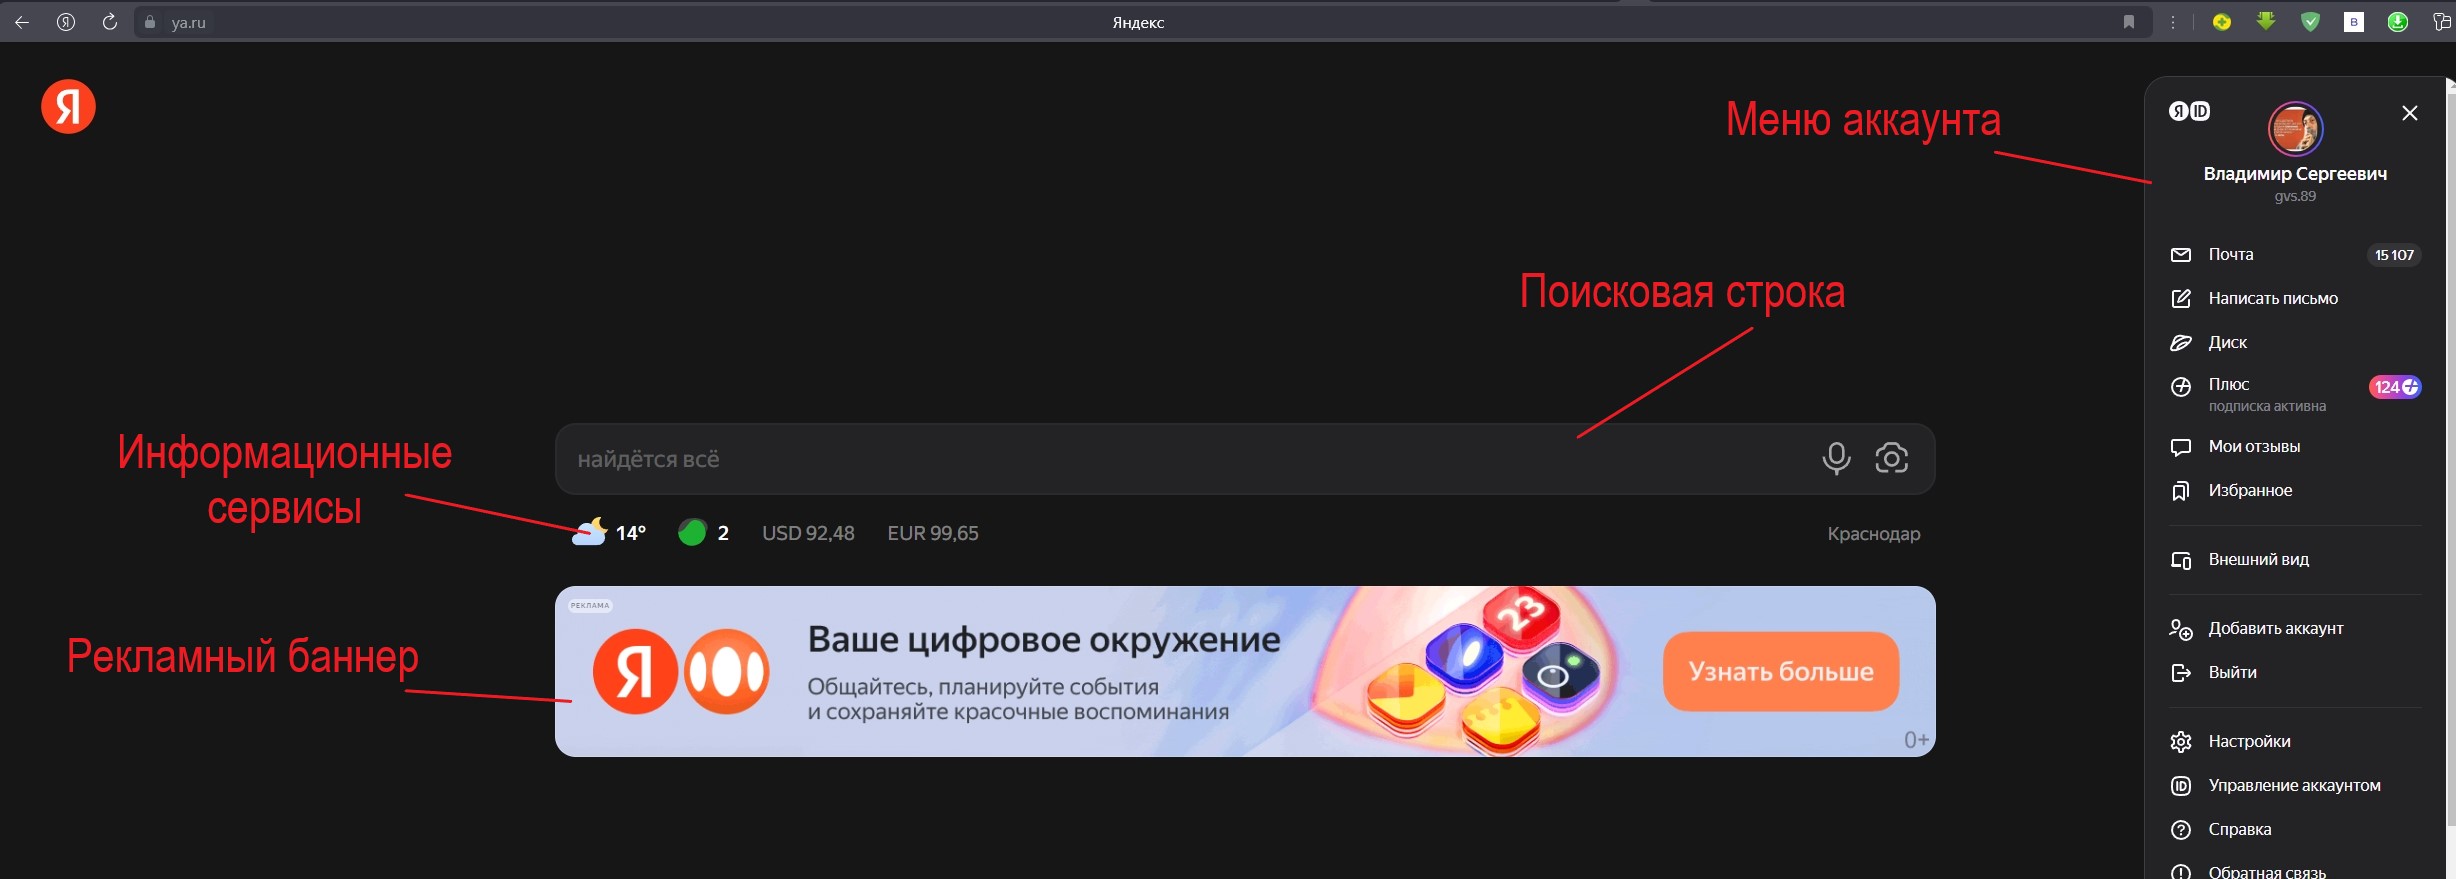 ya.ru
Яндекс
В
Я
Меню аккаунта
Я ID
Владимир Сергеевич
gvs.89
Почта 15 107
Написать письмо
Диск
Плюс 124
подписка активна
Мои отзывы
Избранное
Внешний вид
Добавить аккаунт
Выйти
Настройки
ID Управление аккаунтом
Справка
Обратная связь
Поисковая строка
найдётся всё
Информационные
сервисы
14° 2 USD 92,48 EUR 99,65 Краснодар
Рекламный баннер
РЕКЛАМА
Я
Ваше цифровое окружение
Общайтесь, планируйте события
и сохраняйте красочные воспоминания
23
Узнать больше
0+